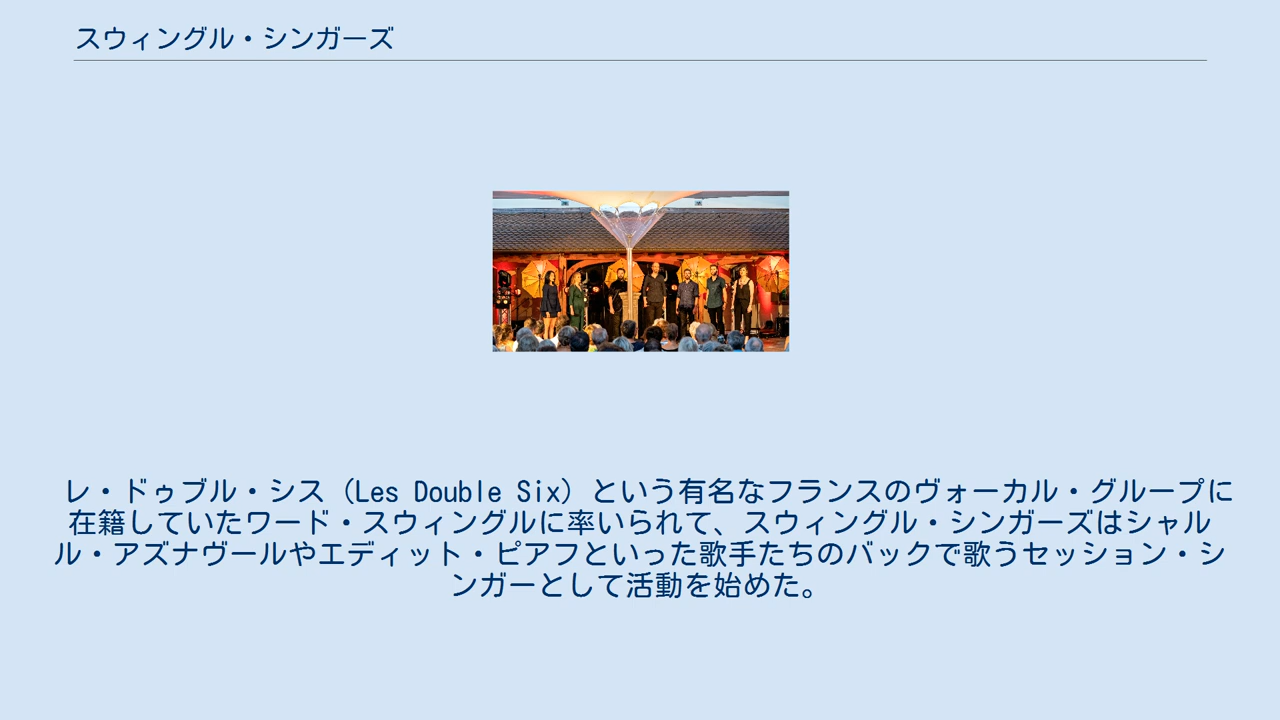 スウィングル・シンガーズ
レ・ドゥブル・シス（Les Double Six）という有名なフランスのヴォーカル・グループに
在籍していたワード・スウィングルに率いられて、スウィングル・シンガーズはシャル
ル・アズナヴールやエディット・ピアフといった歌手たちのバックで歌うセッション・シ
ンガーとして活動を始めた。